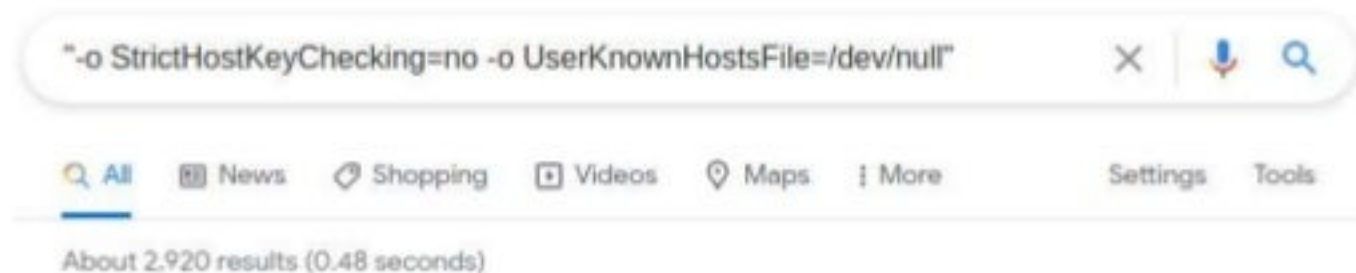 "-o StrictHostKeyChecking=no -o UserKnownHostsFile=/dev/null"
All News Shopping Videos Maps More Settings Tools
About 2.920 results (0.48 seconds)